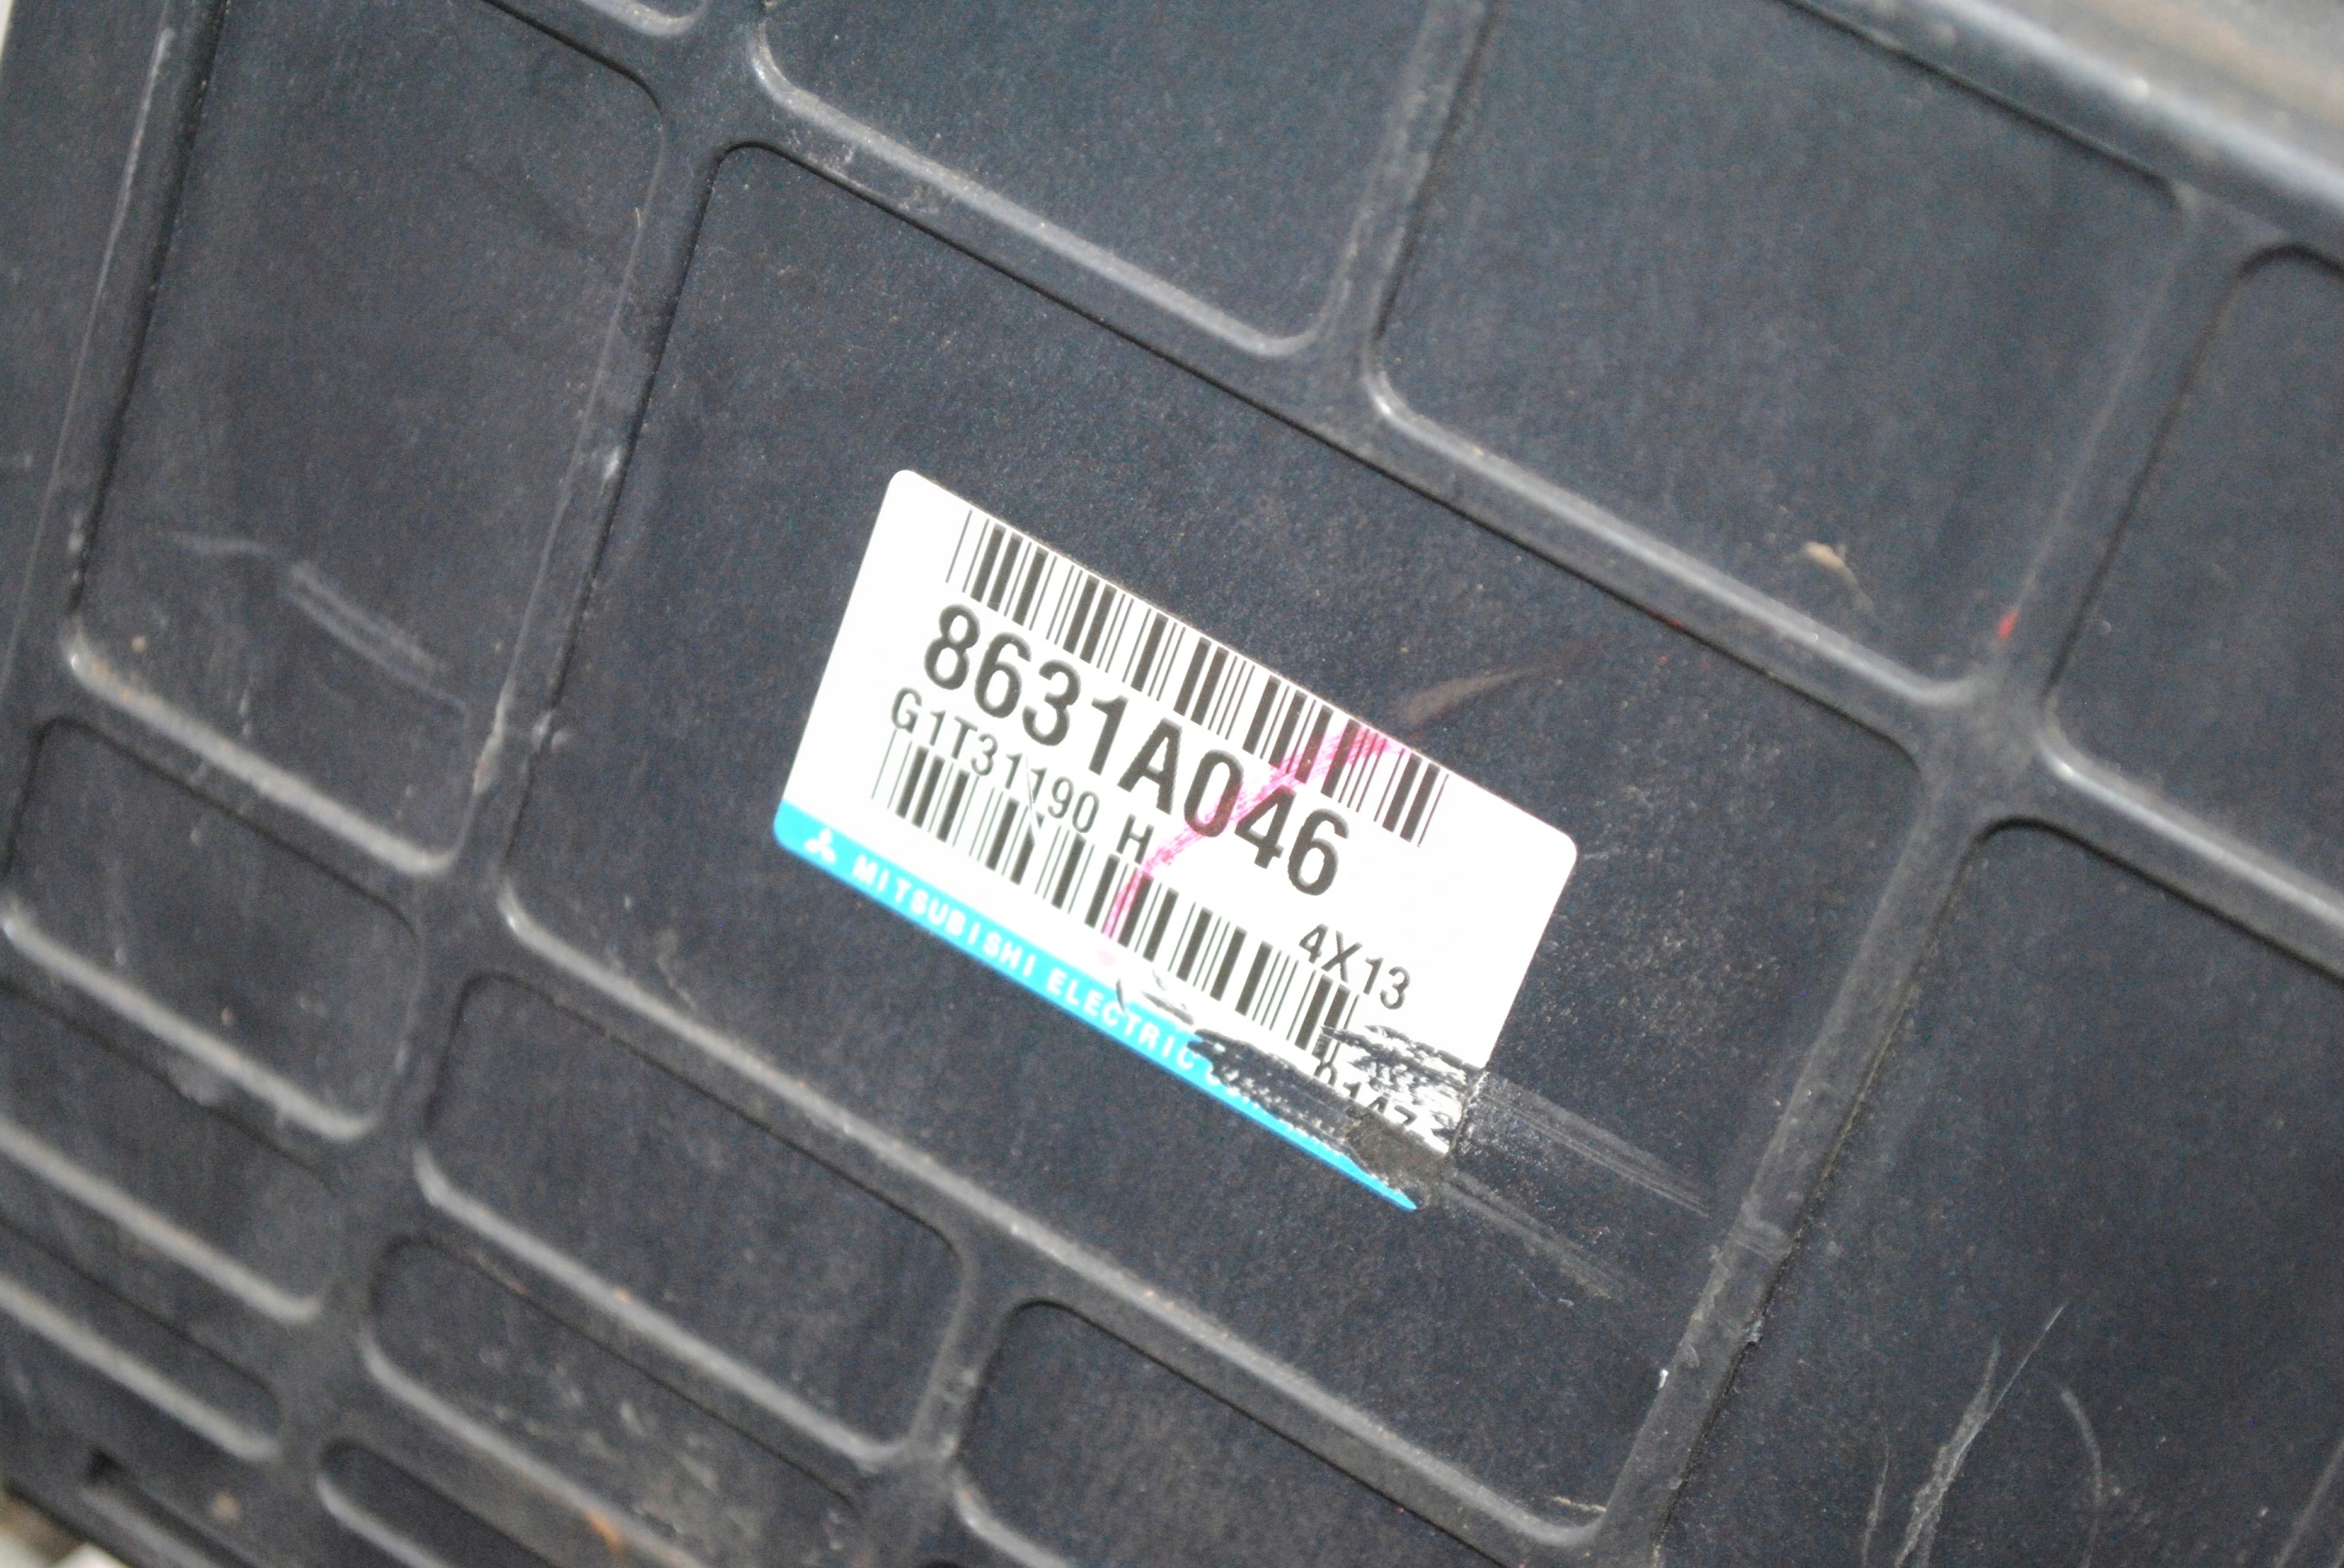 8631A046
G1T31190 H
4X13
MITSUBISHI ELECTRIC